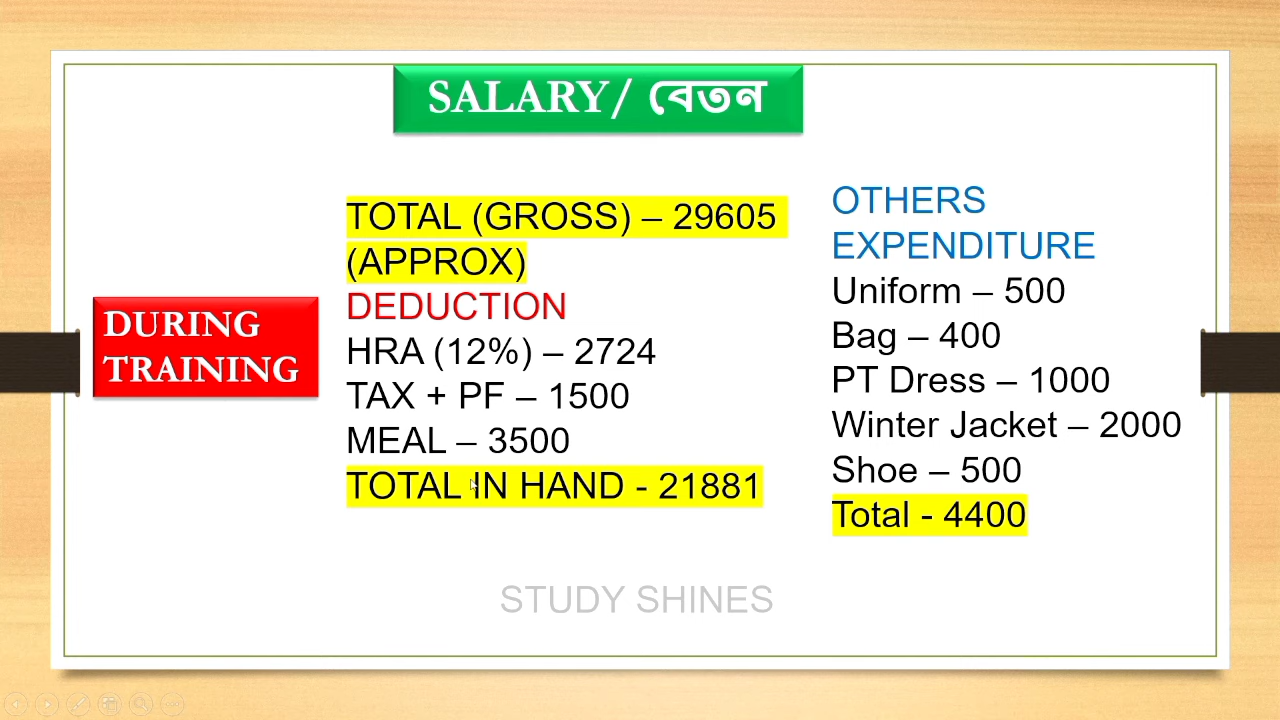 SALARY/ বেতন
DURING
TRAINING
TOTAL (GROSS) – 29605
(APPROX)
DEDUCTION
HRA (12%) – 2724
TAX + PF – 1500
MEAL – 3500
TOTAL IN HAND - 21881
OTHERS
EXPENDITURE
Uniform – 500
Bag – 400
PT Dress – 1000
Winter Jacket – 2000
Shoe – 500
Total - 4400
STUDY SHINES